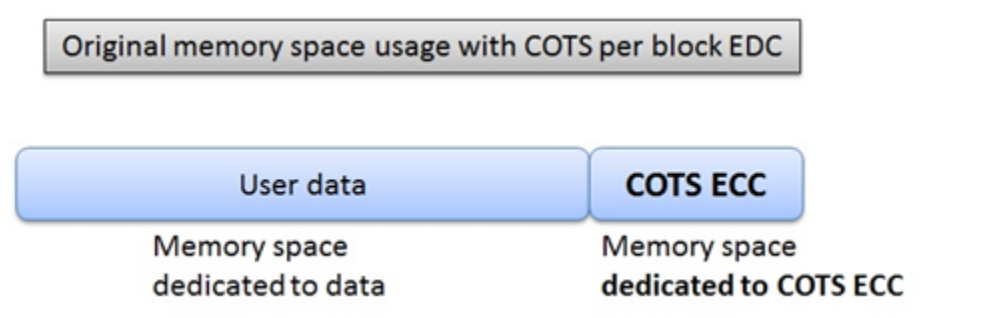 Original memory space usage with COTS per block EDC
User data
COTS ECC
Memory space
dedicated to data
Memory space
dedicated to COTS ECC